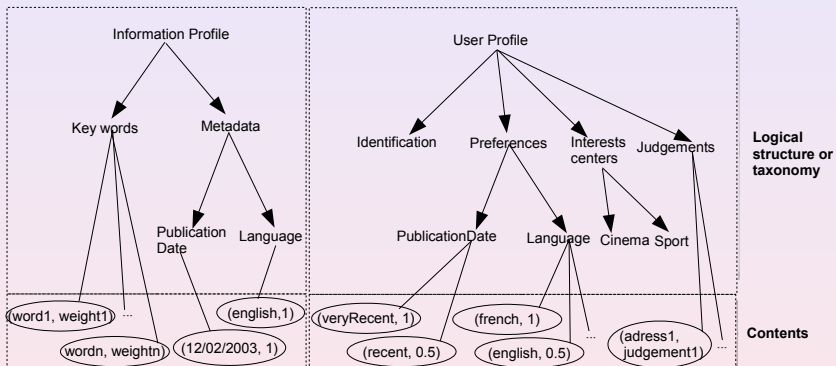 Information Profile
Key words
Metadata
Publication
Date
Language
(word1, weight1)
...
(wordn, weightn)
(12/02/2003, 1)
(english,1)
User Profile
Identification
Preferences
Interests
centers
Judgements
PublicationDate
Language
Cinema
Sport
(veryRecent, 1)
(recent, 0.5)
(french, 1)
(english, 0.5)
...
(adress1,
judgement1)
...
Logical
structure or
taxonomy
Contents